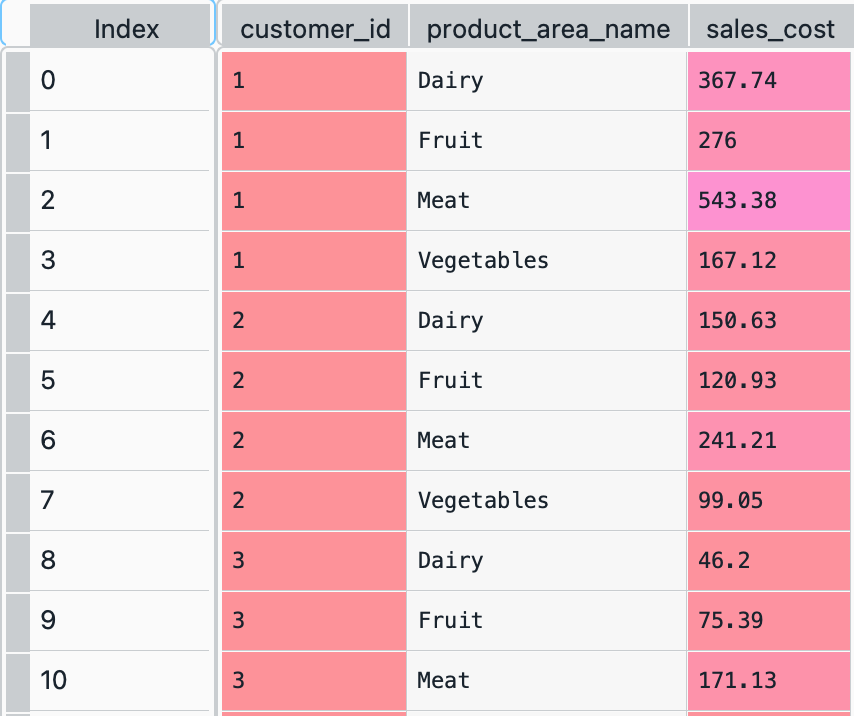 Index customer_id product_area_name sales_cost
0 1 Dairy 367.74
1 1 Fruit 276
2 1 Meat 543.38
3 1 Vegetables 167.12
4 2 Dairy 150.63
5 2 Fruit 120.93
6 2 Meat 241.21
7 2 Vegetables 99.05
8 3 Dairy 46.2
9 3 Fruit 75.39
10 3 Meat 171.13